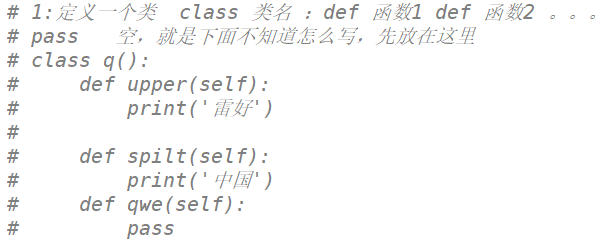 # 1:定义一个类  class 类名 ：def 函数1 def 函数2 。。。
# pass   空，就是下面不知道怎么写，先放在这里
# class q():
#     def upper(self):
#         print('雷好')
#
#     def spilt(self):
#         print('中国')
#     def qwe(self):
#         pass